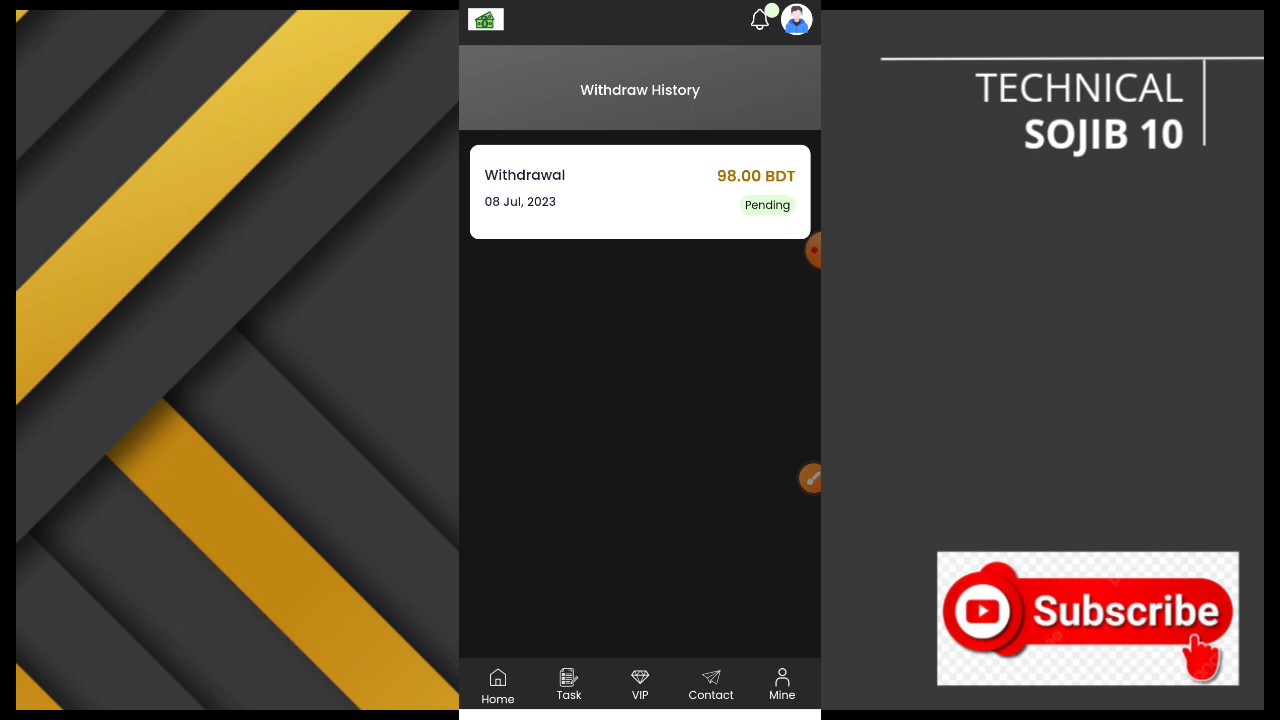 Withdraw History
Withdrawal
98.00 BDT
08 Jul, 2023
Pending
Home
Task
VIP
Contact
Mine
TECHNICAL
SOJIB 10
Subscribe